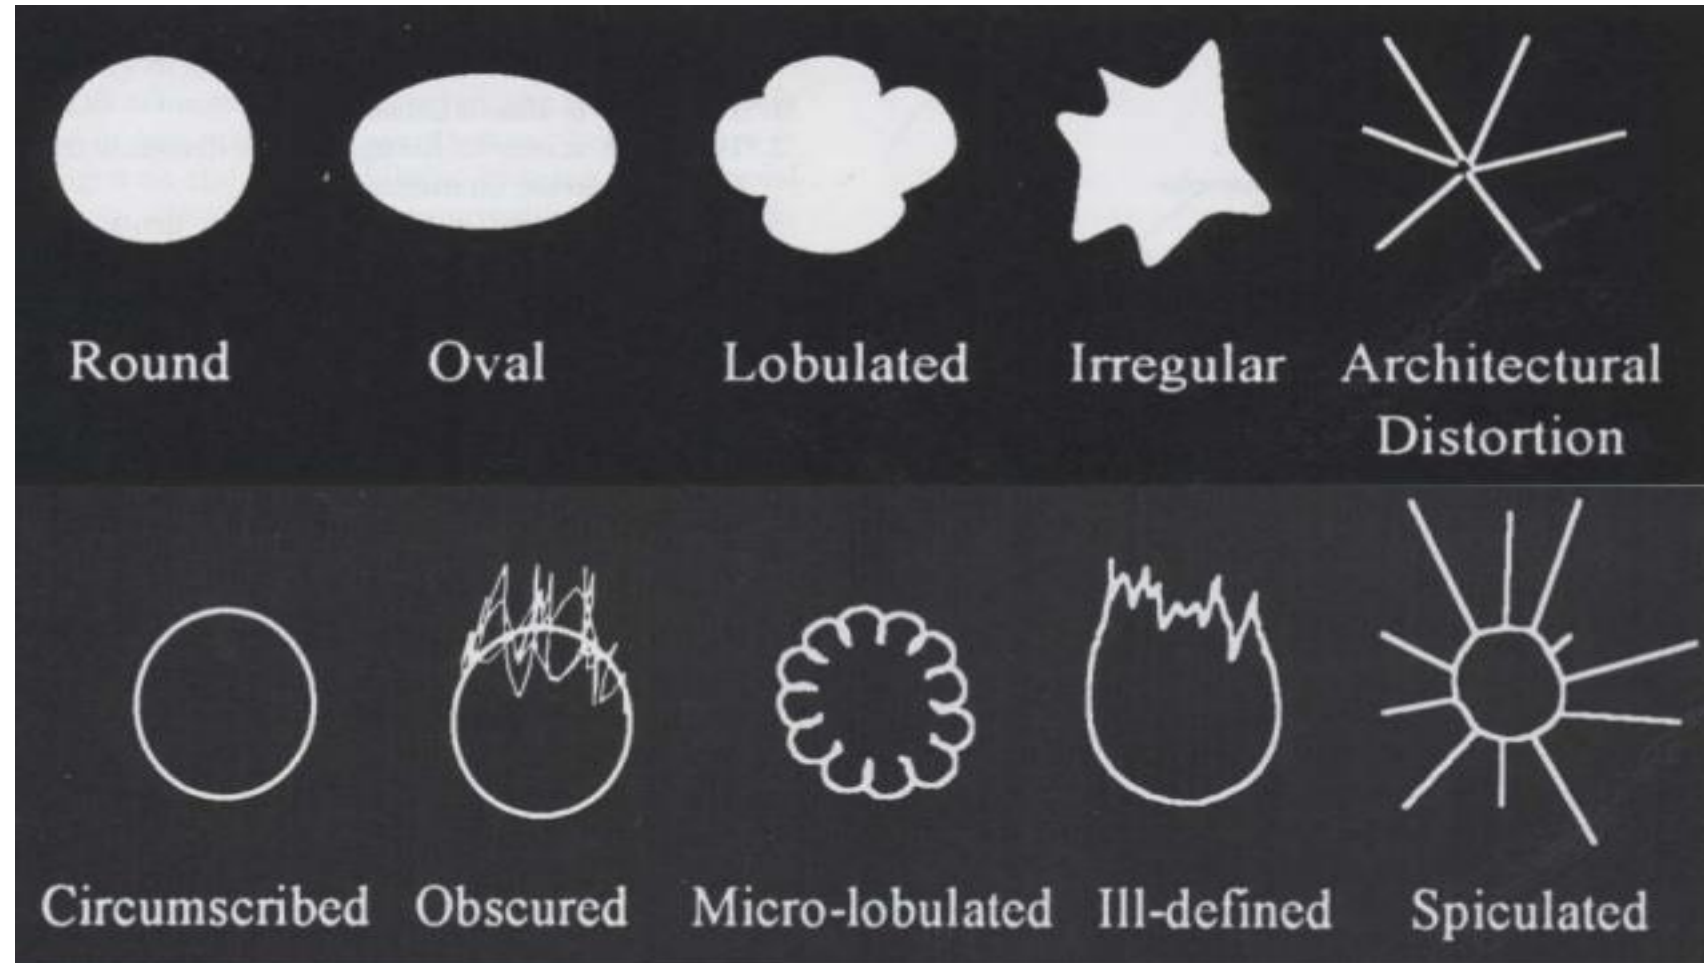 Round Oval Lobulated Irregular Architectural
Distortion
Circumscribed Obscured Micro-lobulated Ill-defined Spiculated